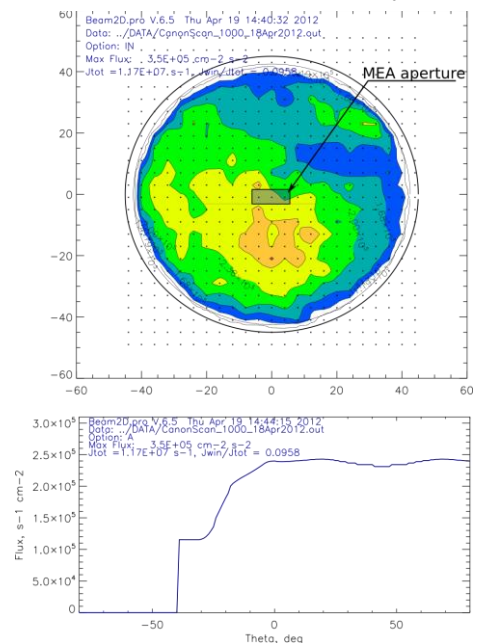 Beam2D.pro V.6.5 Thu Apr 19 14:40:32 2012
Data: ../DATA/CanonScan_1000_18Apr2012.out
Option: IN
Max Flux: 3.5E+05 cm-2 s-2
Jtot =1.17E+07 s-1, Jwin/Jtot = 0.0958
MEA aperture
60
40
20
0
−20
−40
−60
−60 −40 −20 0 20 40 60
Beam2D.pro V.6.5 Thu Apr 19 14:44:15 2012
Data: ../DATA/CanonScan_1000_18Apr2012.out
Option: A
Max Flux: 3.5E+05 cm-2 s-2
Jtot =1.17E+07 s-1, Jwin/Jtot = 0.0958
3.0×10⁵
2.5×10⁵
2.0×10⁵
1.5×10⁵
1.0×10⁵
5.0×10⁴
0
Flux, s−1 cm−2
−50 0 50
Theta, deg